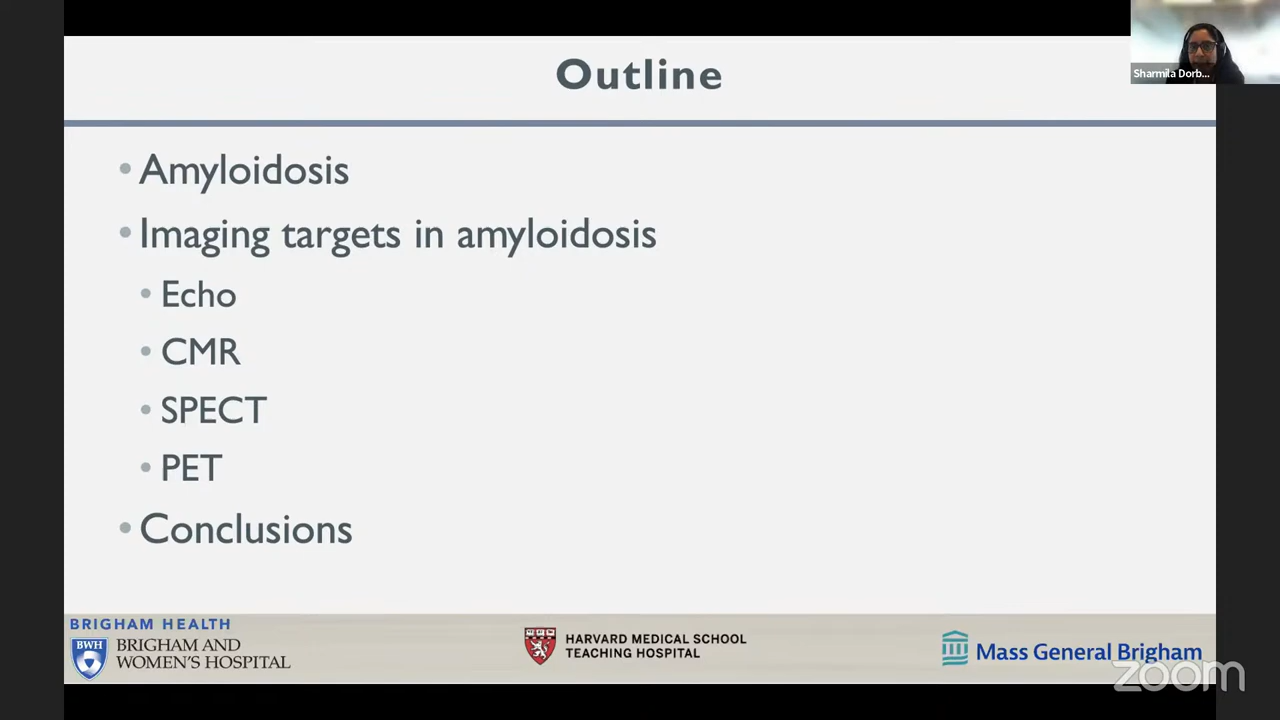 Outline
Sharmila Dorb...
• Amyloidosis
• Imaging targets in amyloidosis
• Echo
• CMR
• SPECT
• PET
• Conclusions
BRIGHAM HEALTH
BWH
BRIGHAM AND
WOMEN'S HOSPITAL
HARVARD MEDICAL SCHOOL
TEACHING HOSPITAL
Mass General Brigham
zoom